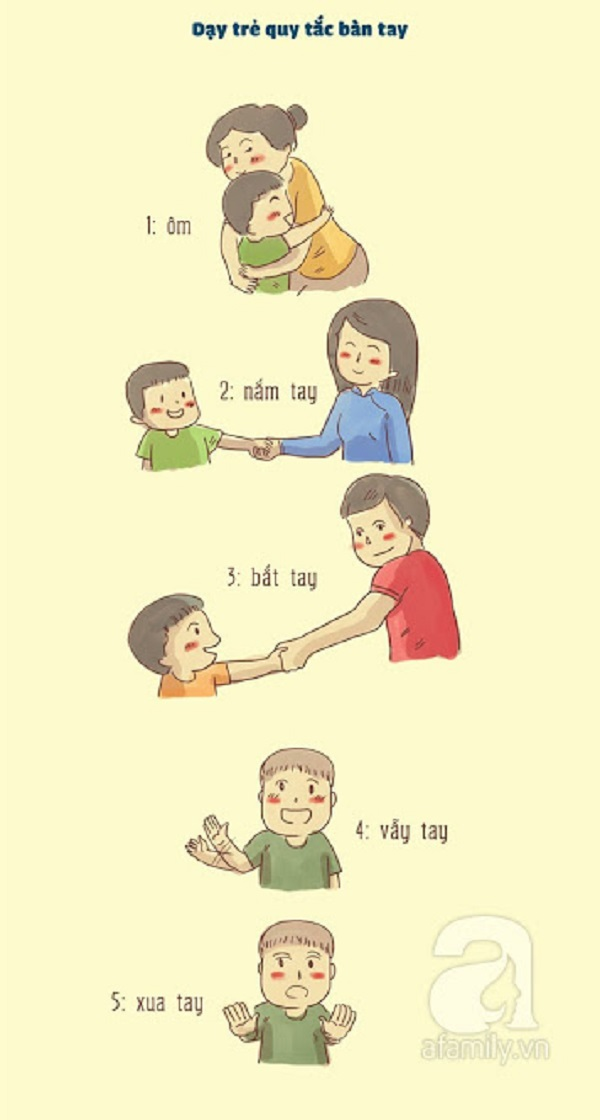 Dạy trẻ quy tắc bàn tay
1: ôm
2: nắm tay
3: bắt tay
4: vẫy tay
5: xua tay
a
afamily.vn